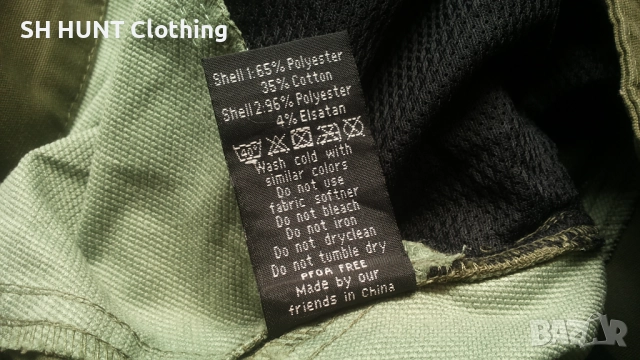 SH HUNT Clothing
Shell 1:65% Polyester
35% Cotton
Shell 2:96% Polyester
4% Elsatan
40°
Wash cold with
similar colors
Do not use
fabric softner
Do not bleach
Do not iron
Do not dryclean
Do not tumble dry
PFOA FREE
Made by our
friends in China
BAZAR